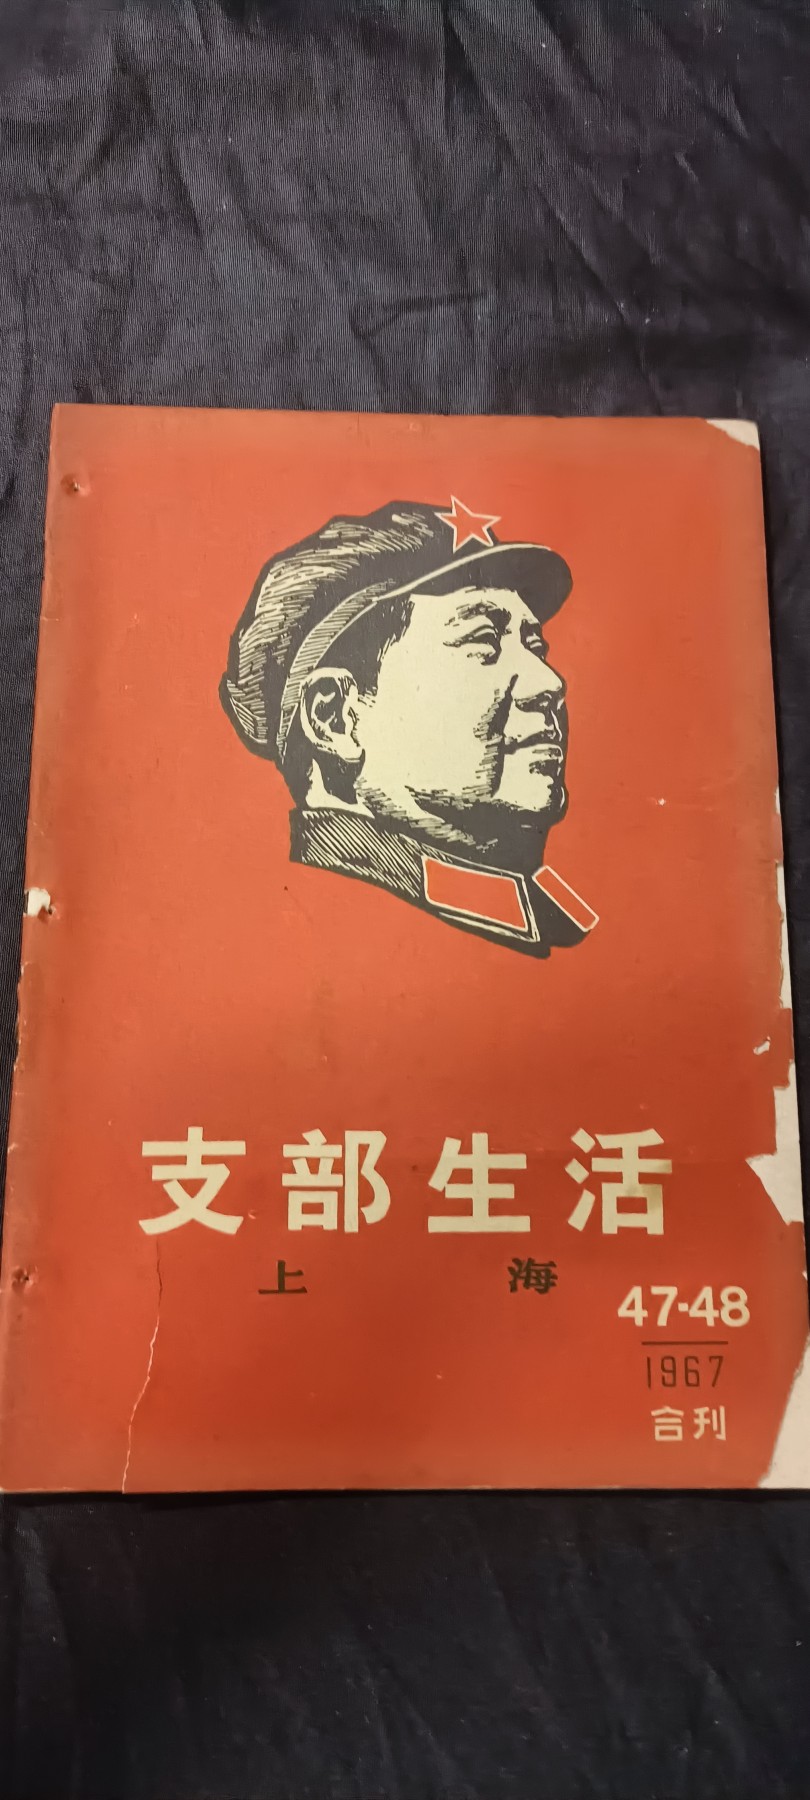 支部生活
上海
47-48
1967
合刊